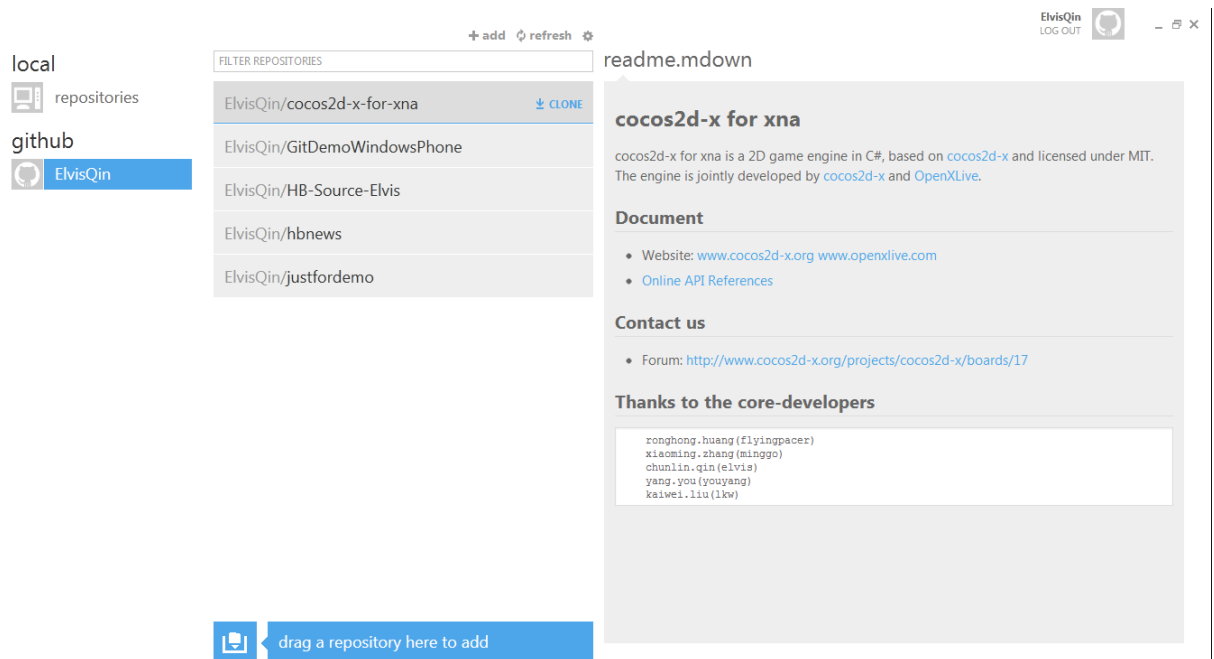 ElvisQin
LOG OUT
+ add refresh
local
repositories
github
ElvisQin
FILTER REPOSITORIES
ElvisQin/cocos2d-x-for-xna CLONE
ElvisQin/GitDemoWindowsPhone
ElvisQin/HB-Source-Elvis
ElvisQin/hbnews
ElvisQin/justfordemo
drag a repository here to add
readme.mdown
cocos2d-x for xna
cocos2d-x for xna is a 2D game engine in C#, based on cocos2d-x and licensed under MIT.
The engine is jointly developed by cocos2d-x and OpenXLive.
Document
• Website: www.cocos2d-x.org www.openxlive.com
• Online API References
Contact us
• Forum: http://www.cocos2d-x.org/projects/cocos2d-x/boards/17
Thanks to the core-developers
ronghong.huang(flyingpacer)
xiaoming.zhang(minggo)
chunlin.qin(elvis)
yang.you(youyang)
kaiwei.liu(lkw)